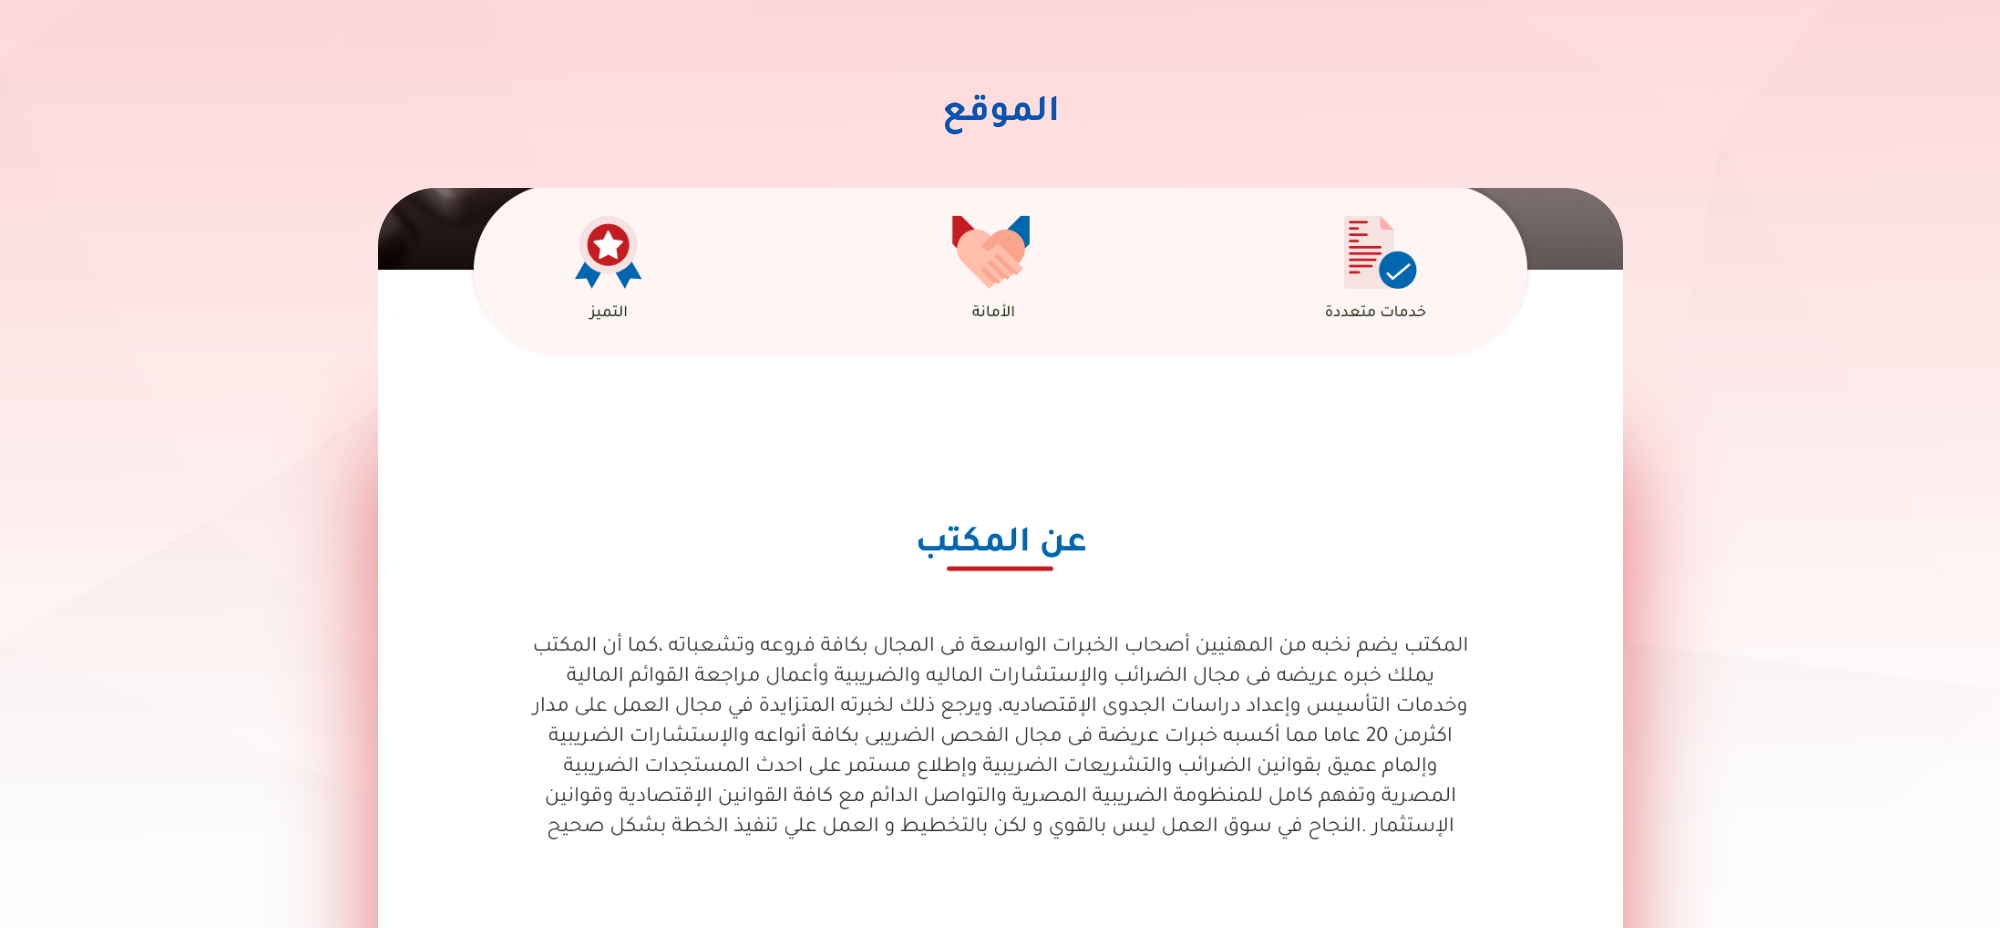 الموقع
خدمات متعددة
الأمانة
التميز
عن المكتب
المكتب يضم نخبه من المهنيين أصحاب الخبرات الواسعة فى المجال بكافة فروعه وتشعباته ،كما أن المكتب
يملك خبره عريضه فى مجال الضرائب والإستشارات الماليه والضريبية وأعمال مراجعة القوائم المالية
وخدمات التأسيس وإعداد دراسات الجدوى الإقتصاديه، ويرجع ذلك لخبرته المتزايدة في مجال العمل على مدار
اكثرمن 20 عاما مما أكسبه خبرات عريضة فى مجال الفحص الضريبى بكافة أنواعه والإستشارات الضريبية
وإلمام عميق بقوانين الضرائب والتشريعات الضريبية وإطلاع مستمر على احدث المستجدات الضريبية
المصرية وتفهم كامل للمنظومة الضريبية المصرية والتواصل الدائم مع كافة القوانين الإقتصادية وقوانين
الإستثمار .النجاح في سوق العمل ليس بالقوي و لكن بالتخطيط و العمل علي تنفيذ الخطة بشكل صحيح